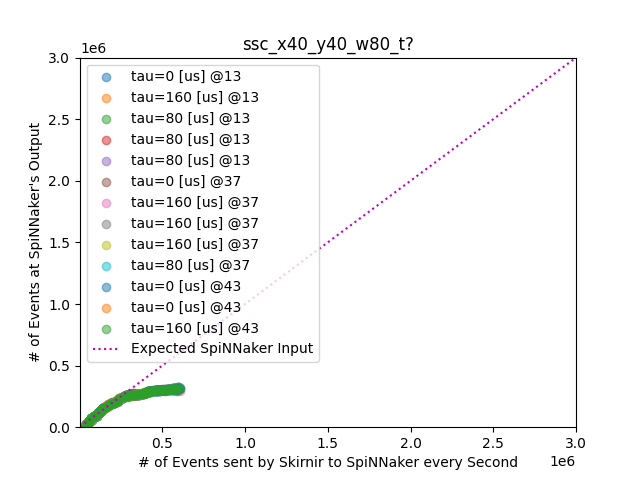 ssc_x40_y40_w80_t?
1e6
3.0
2.5
2.0
1.5
1.0
0.5
0.0
# of Events at SpiNNaker's Output
tau=0 [us] @13
tau=160 [us] @13
tau=80 [us] @13
tau=80 [us] @13
tau=80 [us] @13
tau=0 [us] @37
tau=160 [us] @37
tau=160 [us] @37
tau=160 [us] @37
tau=80 [us] @37
tau=0 [us] @43
tau=0 [us] @43
tau=160 [us] @43
Expected SpiNNaker Input
0.5 1.0 1.5 2.0 2.5 3.0
# of Events sent by Skirnir to SpiNNaker every Second
1e6